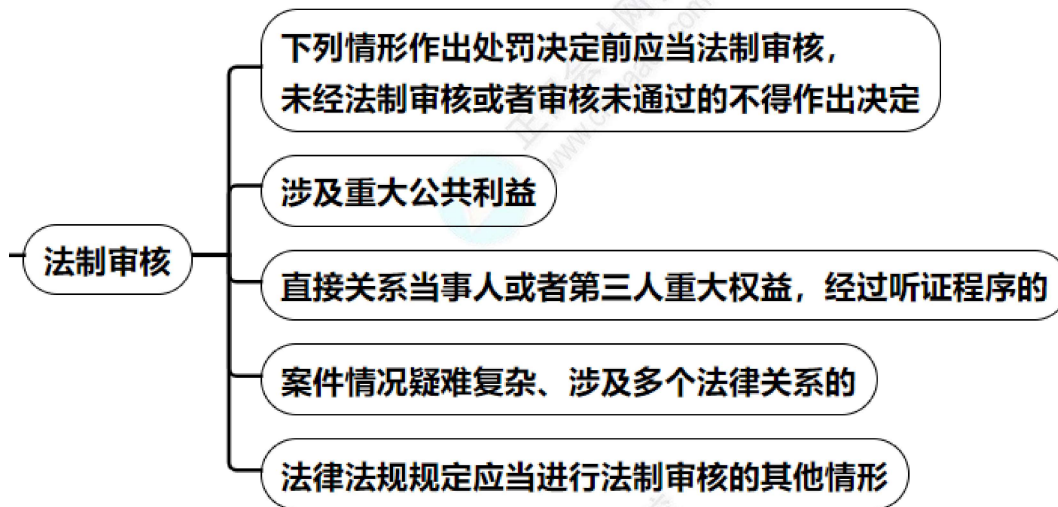 下列情形作出处罚决定前应当法制审核，
未经法制审核或者审核未通过的不得作出决定
涉及重大公共利益
法制审核
直接关系当事人或者第三人重大权益，经过听证程序的
案件情况疑难复杂、涉及多个法律关系的
法律法规规定应当进行法制审核的其他情形